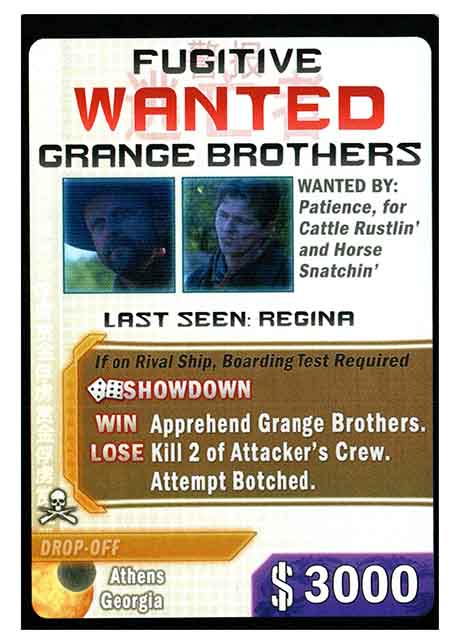 警报
FUGITIVE
WANTED
GRANGE BROTHERS
WANTED BY:
Patience, for
Cattle Rustlin'
and Horse
Snatchin'
LAST SEEN: REGINA
If on Rival Ship, Boarding Test Required
SHOWDOWN
WIN Apprehend Grange Brothers.
LOSE Kill 2 of Attacker's Crew.
Attempt Botched.
DROP-OFF
Athens
Georgia
$3000